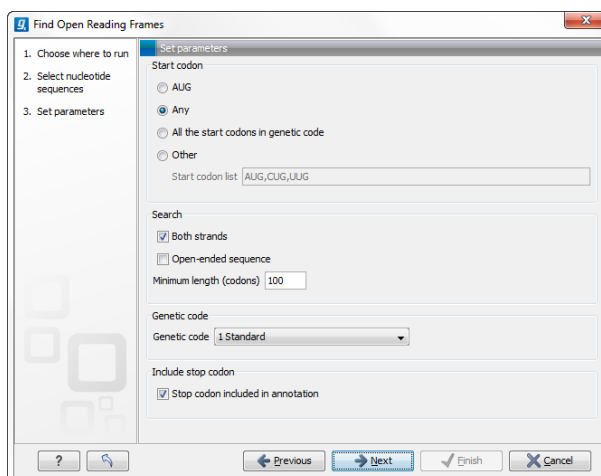 Find Open Reading Frames
1. Choose where to run
2. Select nucleotide
sequences
3. Set parameters
Set parameters
Start codon
AUG
Any
All the start codons in genetic code
Other
Start codon list AUG,CUG,UUG
Search
Both strands
Open-ended sequence
Minimum length (codons) 100
Genetic code
Genetic code 1 Standard
Include stop codon
Stop codon included in annotation
? Previous Next Finish Cancel